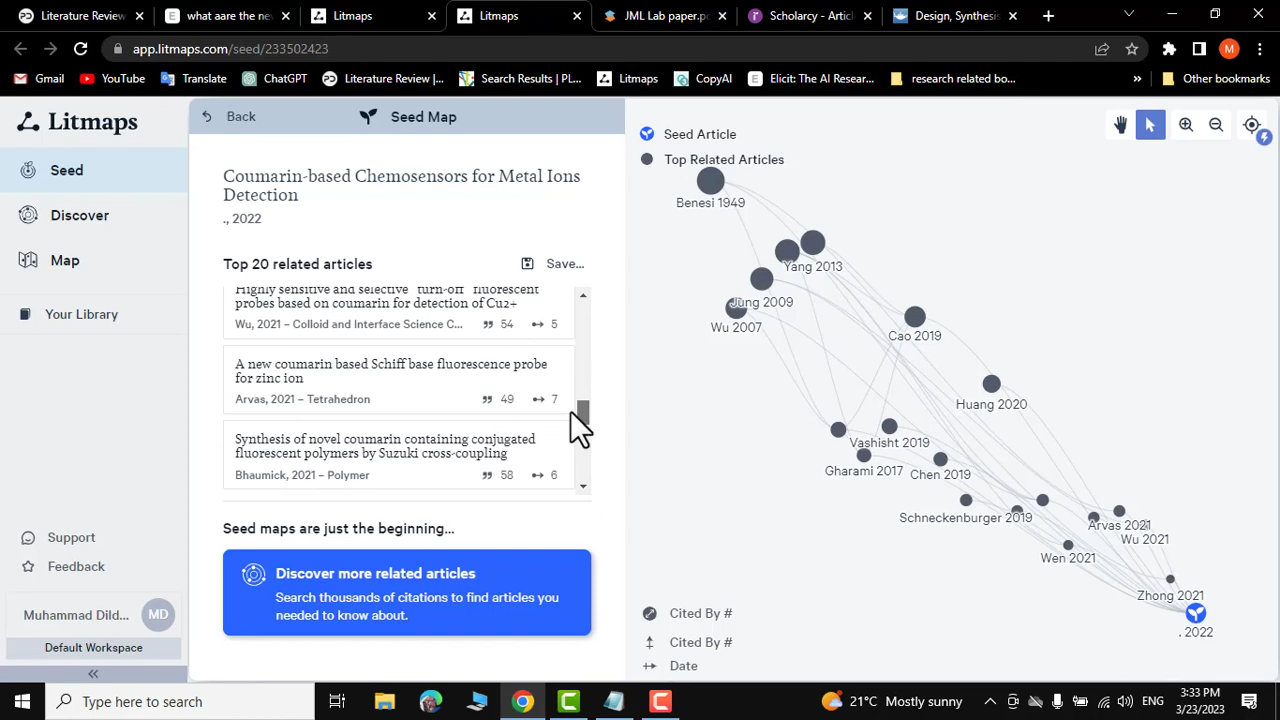 Literature Review
what aare the ne
Litmaps
Litmaps
JML Lab paper.p
Scholarcy - Artic
Design, Synthesis
app.litmaps.com/seed/233502423
M
Gmail
YouTube
Translate
ChatGPT
Literature Review |...
Search Results | PL...
Litmaps
CopyAI
Elicit: The AI Resear...
research related bo...
»
Other bookmarks
Litmaps
Seed
Discover
Map
Your Library
Support
Feedback
Muhammad Dild...
MD
Default Workspace
«
Back
Seed Map
Coumarin-based Chemosensors for Metal Ions
Detection
., 2022
Top 20 related articles
Save...
Highly sensitive and selective "turn-off" fluorescent
probes based on coumarin for detection of Cu2+
Wu, 2021 – Colloid and Interface Science C...
54
5
A new coumarin based Schiff base fluorescence probe
for zinc ion
Arvas, 2021 – Tetrahedron
49
7
Synthesis of novel coumarin containing conjugated
fluorescent polymers by Suzuki cross-coupling
Bhaumick, 2021 – Polymer
58
6
Seed maps are just the beginning...
Discover more related articles
Search thousands of citations to find articles you
needed to know about.
Seed Article
Top Related Articles
Benesi 1949
Yang 2013
Jung 2009
Wu 2007
Cao 2019
Huang 2020
Vashisht 2019
Gharami 2017
Chen 2019
Schneckenburger 2019
Arvas 2021
Wu 2021
Wen 2021
Zhong 2021
. 2022
Cited By #
Cited By #
Date
Type here to search
21°C Mostly sunny
ENG
3:33 PM
3/23/2023